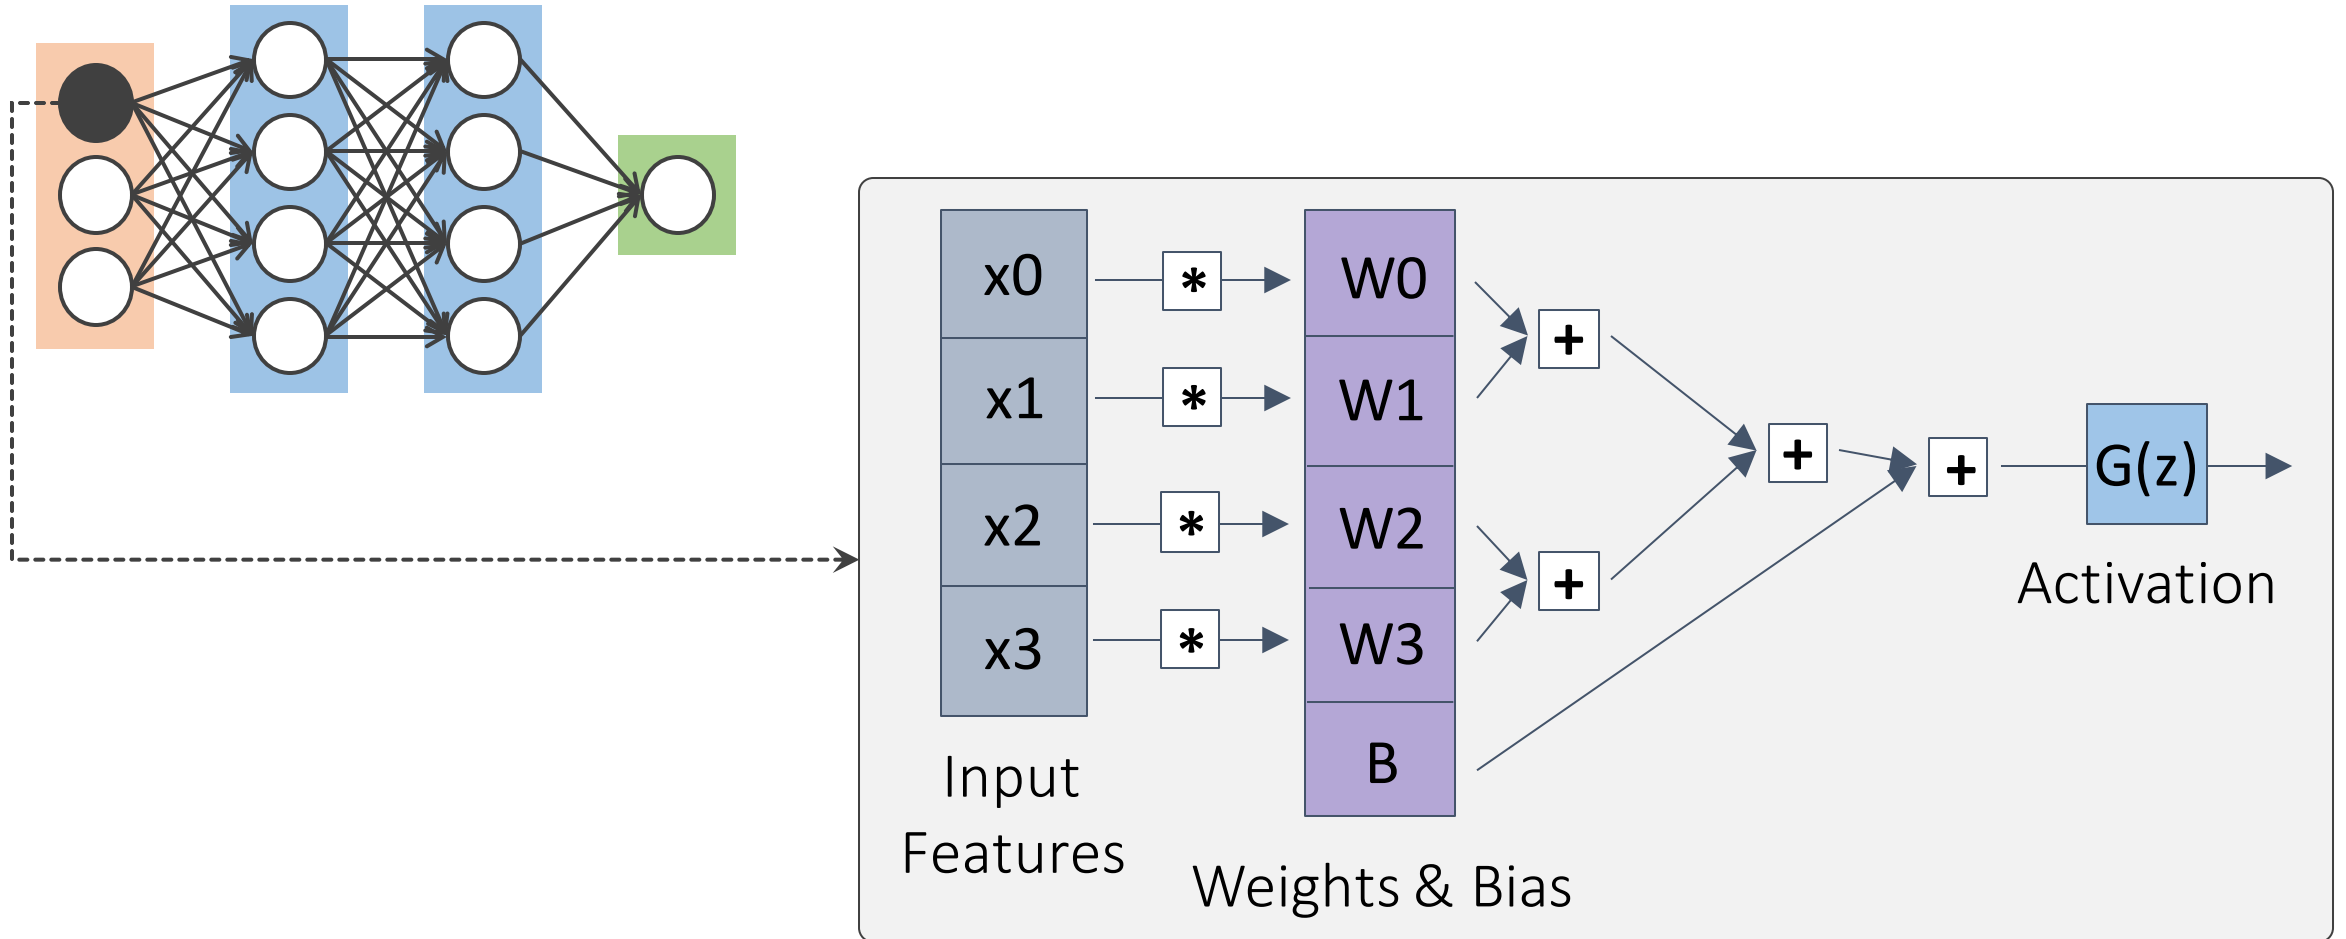 x0 * W0
x1 * W1
+
x2 * W2
+
x3 * W3
+
+
B
G(z)
Activation
Input
Features
Weights & Bias